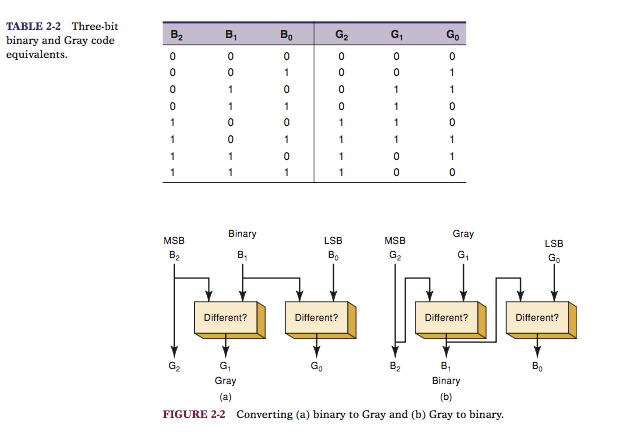 TABLE 2-2 Three-bit
binary and Gray code
equivalents.
B2 B1 B0 G2 G1 G0
0 0 0 0 0 0
0 0 1 0 0 1
0 1 0 0 1 1
0 1 1 0 1 0
1 0 0 1 1 0
1 0 1 1 1 1
1 1 0 1 0 1
1 1 1 1 0 0
Binary Gray
MSB LSB MSB LSB
B2 B1 B0 G2 G1 G0
Different? Different? Different? Different?
G2 G1 G0 B2 B1 B0
Gray Binary
(a) (b)
FIGURE 2-2 Converting (a) binary to Gray and (b) Gray to binary.